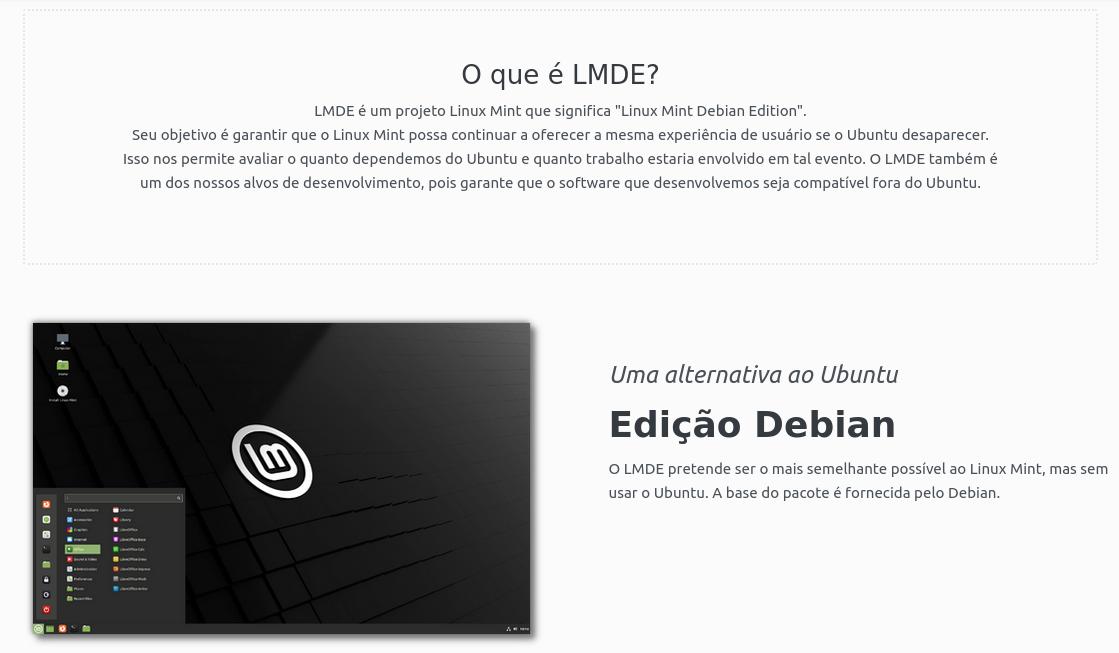 O que é LMDE?
LMDE é um projeto Linux Mint que significa "Linux Mint Debian Edition".
Seu objetivo é garantir que o Linux Mint possa continuar a oferecer a mesma experiência de usuário se o Ubuntu desaparecer.
Isso nos permite avaliar o quanto dependemos do Ubuntu e quanto trabalho estaria envolvido em tal evento. O LMDE também é
um dos nossos alvos de desenvolvimento, pois garante que o software que desenvolvemos seja compatível fora do Ubuntu.
Computer
Home
Install Linux Mint
lm
All Applications
Accessories
Graphics
Internet
Office
Sound & Video
Administration
Preferences
Places
Recent Files
Calendar
Library
LibreOffice
LibreOffice Base
LibreOffice Calc
LibreOffice Draw
LibreOffice Impress
LibreOffice Math
LibreOffice Writer
Uma alternativa ao Ubuntu
Edição Debian
O LMDE pretende ser o mais semelhante possível ao Linux Mint, mas sem
usar o Ubuntu. A base do pacote é fornecida pelo Debian.